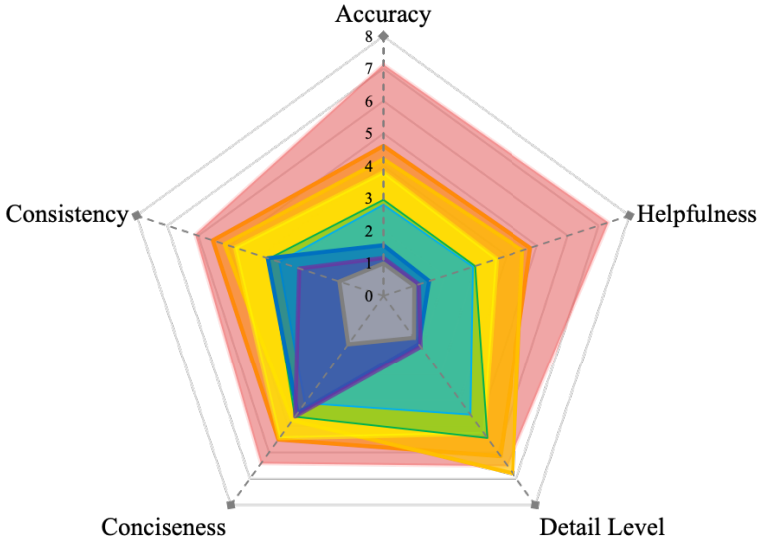 Accuracy
8
7
6
5
4
3
2
1
0
Consistency
Helpfulness
Conciseness
Detail Level